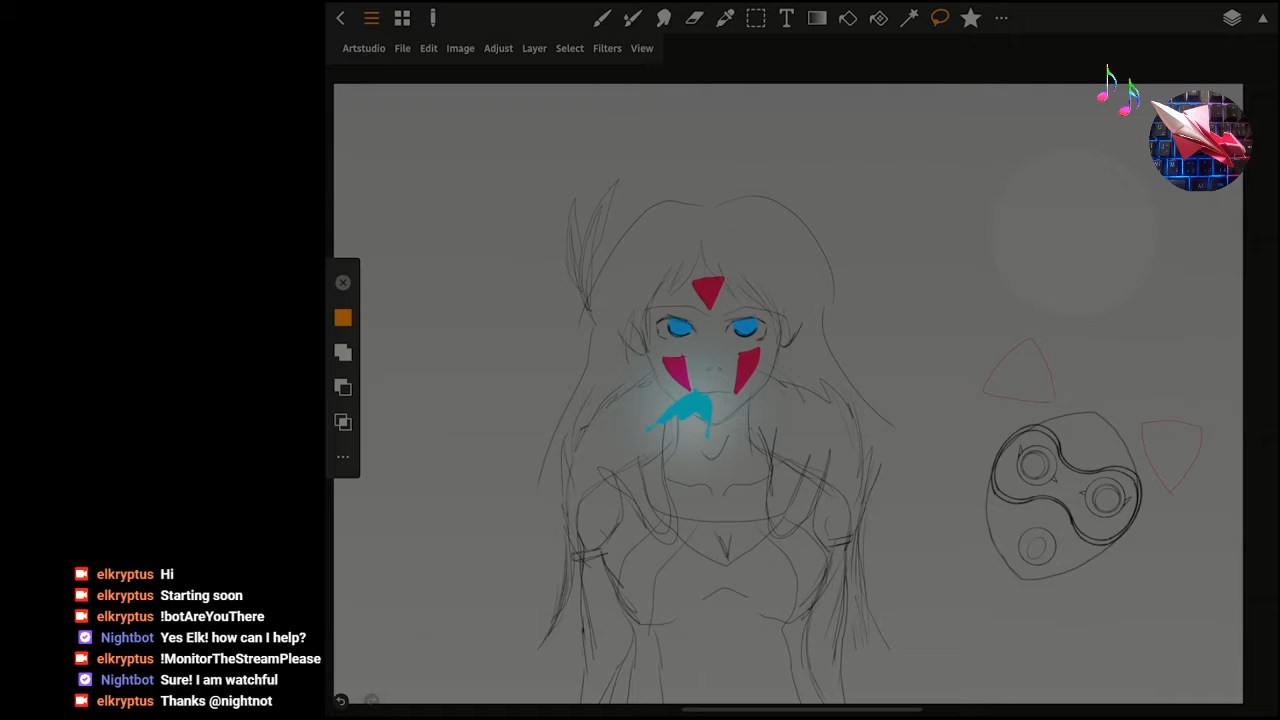 Artstudio File Edit Image Adjust Layer Select Filters View
elkryptus Hi
elkryptus Starting soon
elkryptus !botAreYouThere
Nightbot Yes Elk! how can I help?
elkryptus !MonitorTheStreamPlease
Nightbot Sure! I am watchful
elkryptus Thanks @nightnot